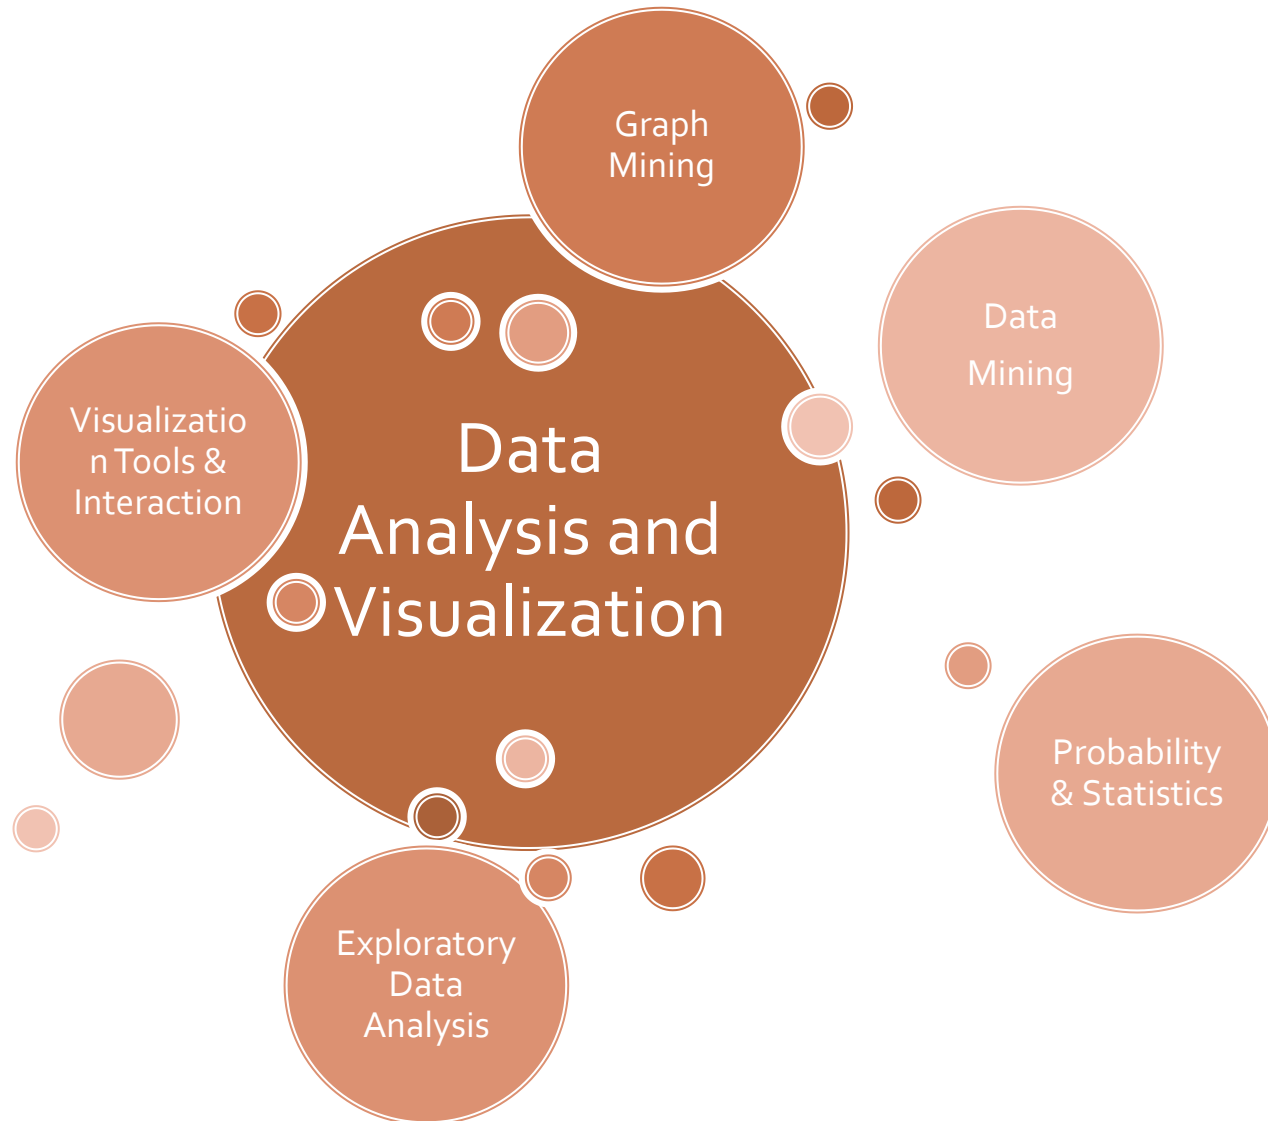 Graph
Mining
Data
Mining
Visualizatio
n Tools &
Interaction
Data
Analysis and
Visualization
Probability
& Statistics
Exploratory
Data
Analysis